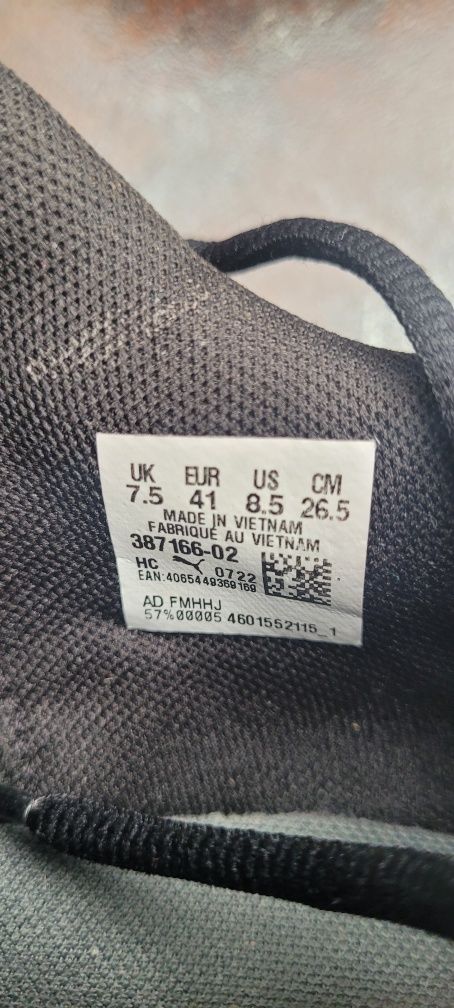 UK EUR US CM
7.5 41 8.5 26.5
MADE IN VIETNAM
FABRIQUÉ AU VIETNAM
387166-02
HC 0722
EAN:4065449369169
AD FMHHJ
57%00005 4601552115_1